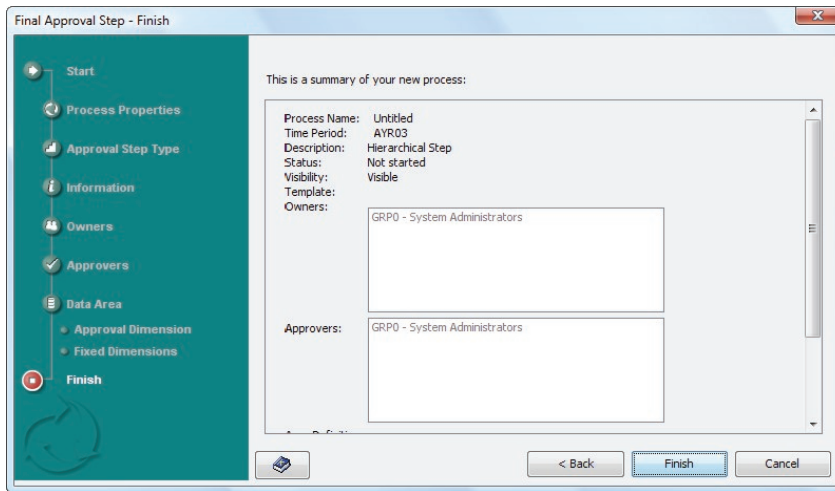 Final Approval Step - Finish
Start
Process Properties
Approval Step Type
Information
Owners
Approvers
Data Area
Approval Dimension
Fixed Dimensions
Finish
This is a summary of your new process:
Process Name: Untitled
Time Period: AYR03
Description: Hierarchical Step
Status: Not started
Visibility: Visible
Template:
Owners:
GRP0 - System Administrators
Approvers:
GRP0 - System Administrators
< Back
Finish
Cancel